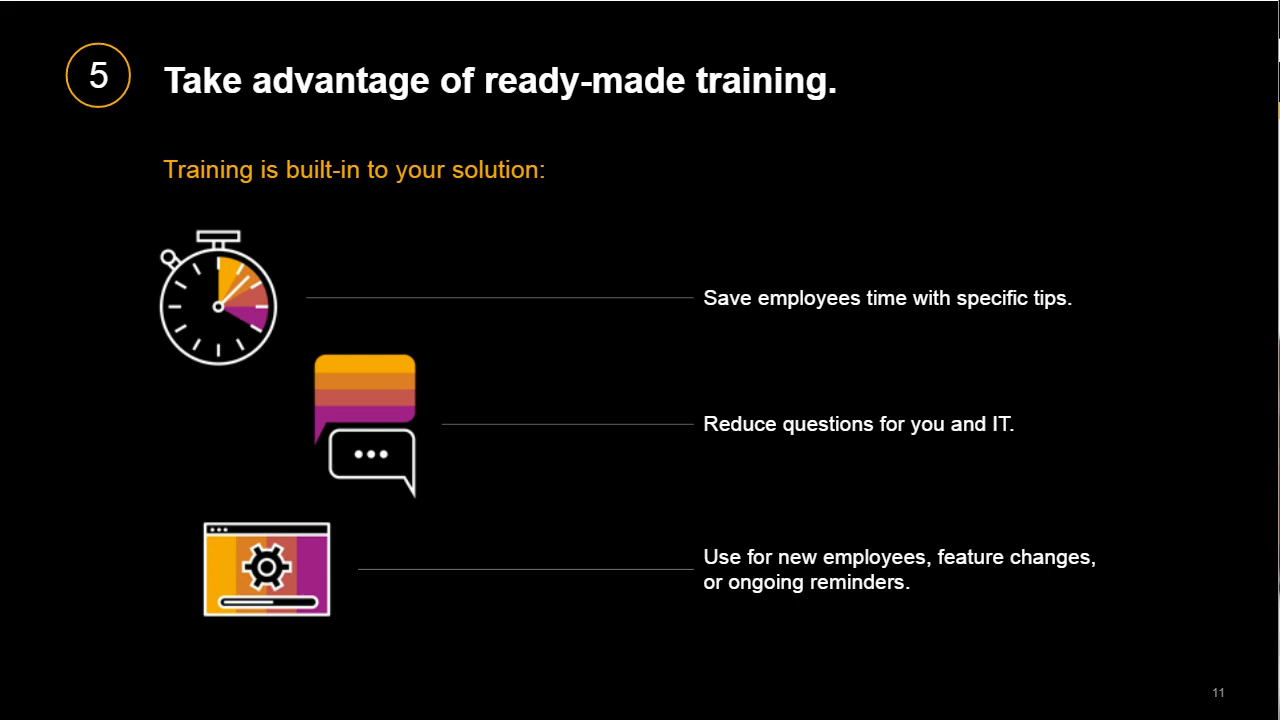 5
Take advantage of ready-made training.
Training is built-in to your solution:
Save employees time with specific tips.
Reduce questions for you and IT.
Use for new employees, feature changes,
or ongoing reminders.
11